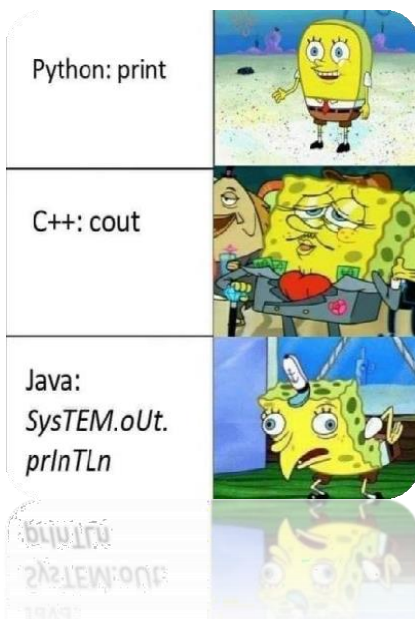 Python: print
C++: cout
Java:
SysTEM.oUt.
prInTLn